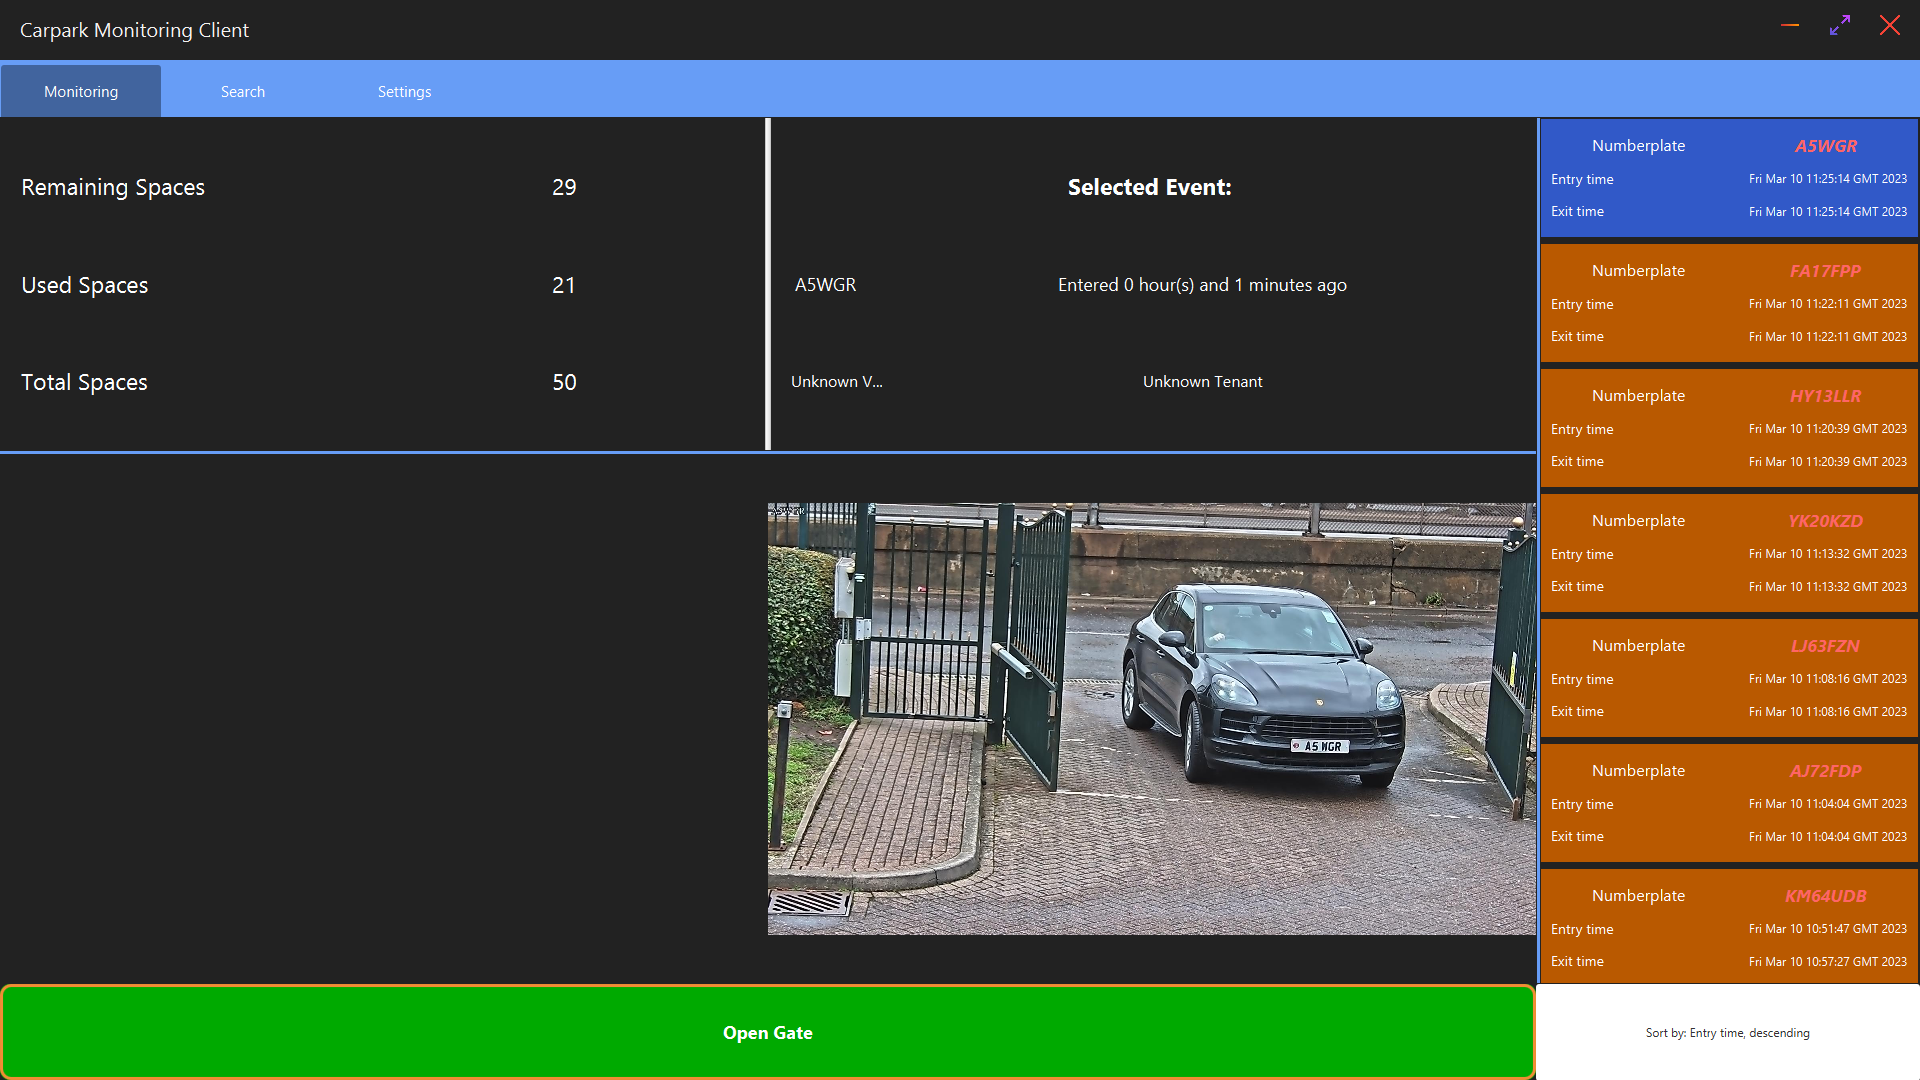 Carpark Monitoring Client
Monitoring Search Settings
Remaining Spaces 29
Used Spaces 21
Total Spaces 50
Selected Event:
A5WGR Entered 0 hour(s) and 1 minutes ago
Unknown V... Unknown Tenant
A5WGR
A5 WGR
Open Gate
Numberplate A5WGR
Entry time Fri Mar 10 11:25:14 GMT 2023
Exit time Fri Mar 10 11:25:14 GMT 2023
Numberplate FA17FPP
Entry time Fri Mar 10 11:22:11 GMT 2023
Exit time Fri Mar 10 11:22:11 GMT 2023
Numberplate HY13LLR
Entry time Fri Mar 10 11:20:39 GMT 2023
Exit time Fri Mar 10 11:20:39 GMT 2023
Numberplate YK20KZD
Entry time Fri Mar 10 11:13:32 GMT 2023
Exit time Fri Mar 10 11:13:32 GMT 2023
Numberplate LJ63FZN
Entry time Fri Mar 10 11:08:16 GMT 2023
Exit time Fri Mar 10 11:08:16 GMT 2023
Numberplate AJ72FDP
Entry time Fri Mar 10 11:04:04 GMT 2023
Exit time Fri Mar 10 11:04:04 GMT 2023
Numberplate KM64UDB
Entry time Fri Mar 10 10:51:47 GMT 2023
Exit time Fri Mar 10 10:57:27 GMT 2023
Sort by: Entry time, descending